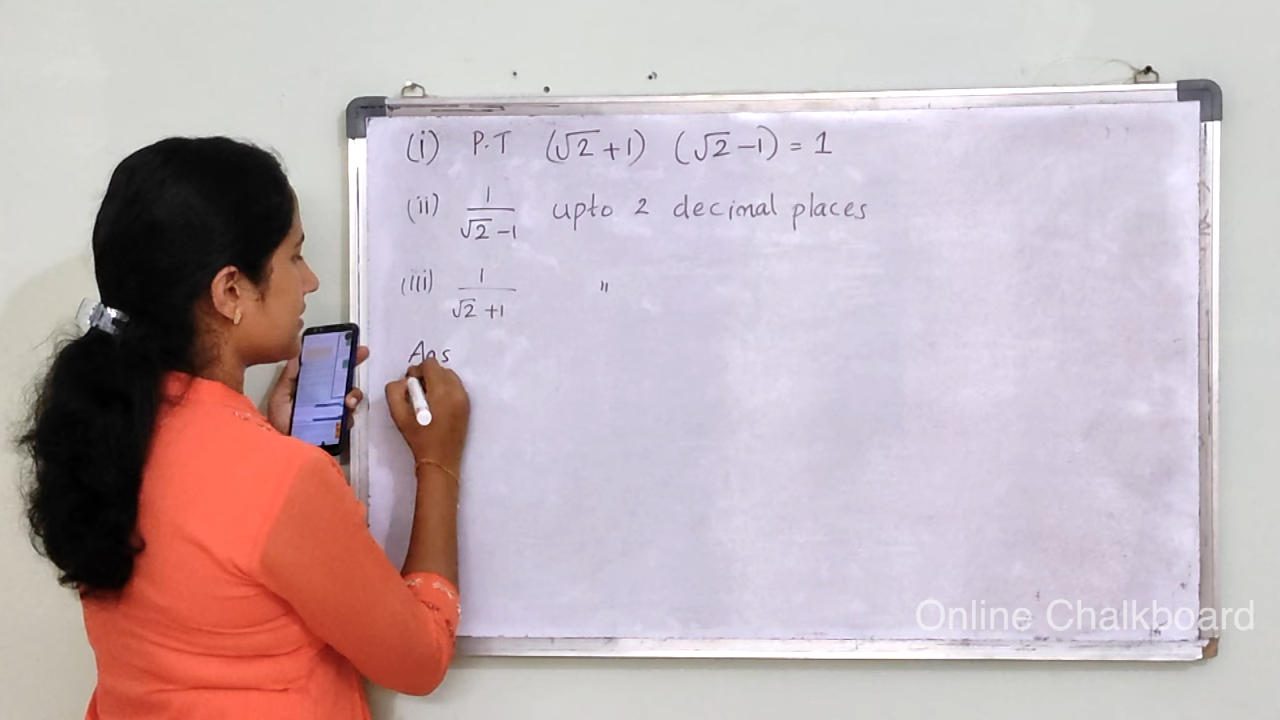 (i) P.T (√2+1) (√2-1) = 1
(ii) 1/(√2-1) upto 2 decimal places
(iii) 1/(√2+1) "
Ans
Online Chalkboard